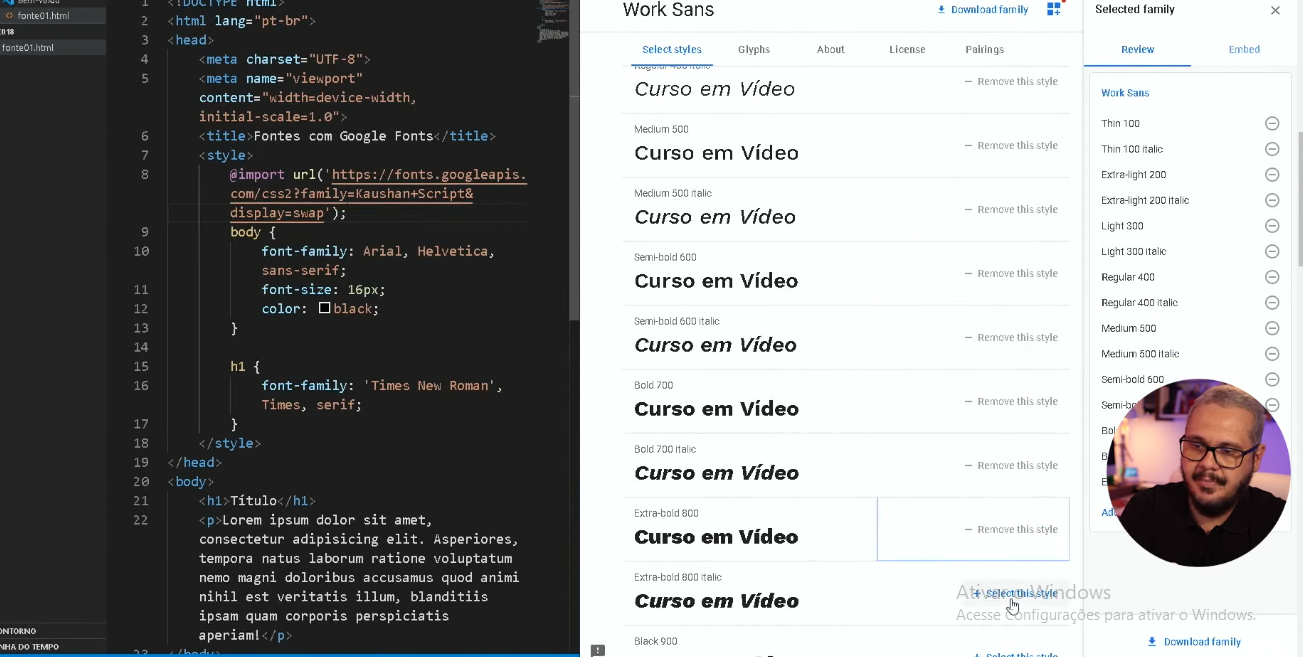 fonte01.html
fonte01.html
ONTORNO
NHA DO TEMPO
1 <!DOCTYPE html>
2 <html lang="pt-br">
3 <head>
4 <meta charset="UTF-8">
5 <meta name="viewport"
content="width=device-width,
initial-scale=1.0">
6 <title>Fontes com Google Fonts</title>
7 <style>
8 @import url('https://fonts.googleapis.
com/css2?family=Kaushan+Script&
display=swap');
9 body {
10 font-family: Arial, Helvetica,
sans-serif;
11 font-size: 16px;
12 color: black;
13 }
14
15 h1 {
16 font-family: 'Times New Roman',
Times, serif;
17 }
18 </style>
19 </head>
20 <body>
21 <h1>Título</h1>
22 <p>Lorem ipsum dolor sit amet,
consectetur adipisicing elit. Asperiores,
tempora natus laborum ratione voluptatum
nemo magni doloribus accusamus quod animi
nihil est veritatis illum, blanditiis
ipsam quam corporis perspiciatis
aperiam!</p>
23 </body>
Work Sans
Download family
Select styles Glyphs About License Pairings
Regular 400 italic
Curso em Vídeo
Remove this style
Medium 500
Curso em Vídeo
Remove this style
Medium 500 italic
Curso em Vídeo
Remove this style
Semi-bold 600
Curso em Vídeo
Remove this style
Semi-bold 600 italic
Curso em Vídeo
Remove this style
Bold 700
Curso em Vídeo
Remove this style
Bold 700 italic
Curso em Vídeo
Remove this style
Extra-bold 800
Curso em Vídeo
Remove this style
Extra-bold 800 italic
Curso em Vídeo
+ Select this style
Black 900
+ Select this style
Selected family
Review Embed
Work Sans
Thin 100
Thin 100 italic
Extra-light 200
Extra-light 200 italic
Light 300
Light 300 italic
Regular 400
Regular 400 italic
Medium 500
Medium 500 italic
Semi-bold 600
Download family
Ativar o Windows
Acesse Configurações para ativar o Windows.